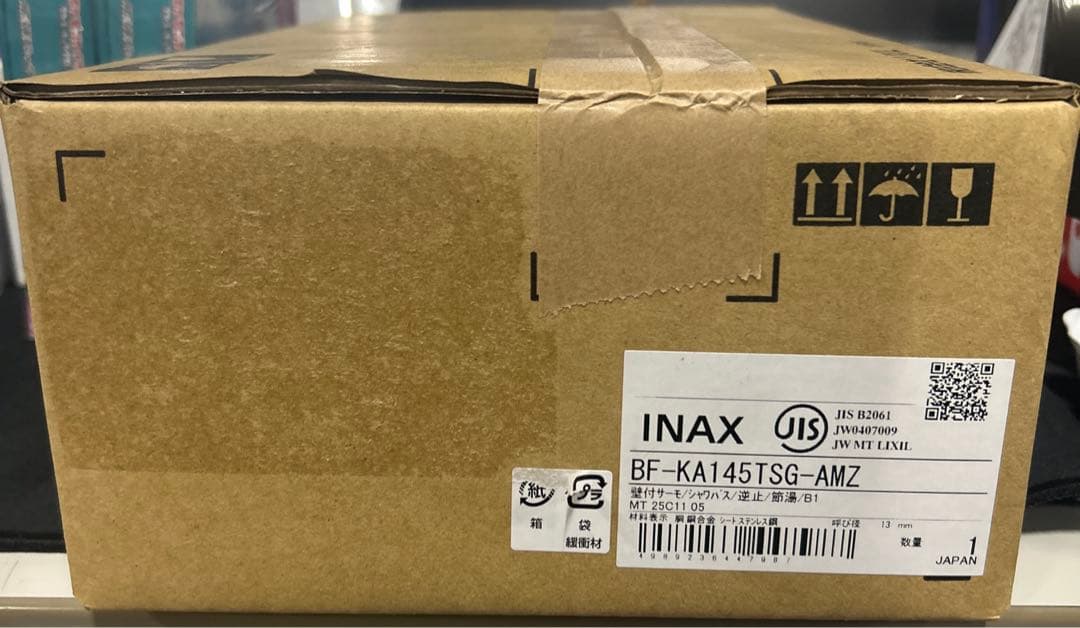 INAX
JIS
JIS B2061
JW0407009
JW MT LIXIL
BF-KA145TSG-AMZ
壁付サーモ/シャワバス/逆止/節湯/B1
MT 25C11 05
材料表示 胴銅合金 シートステンレス鋼 呼び径 13 mm
数量 1
JAPAN
紙
箱
プラ
袋
緩衝材